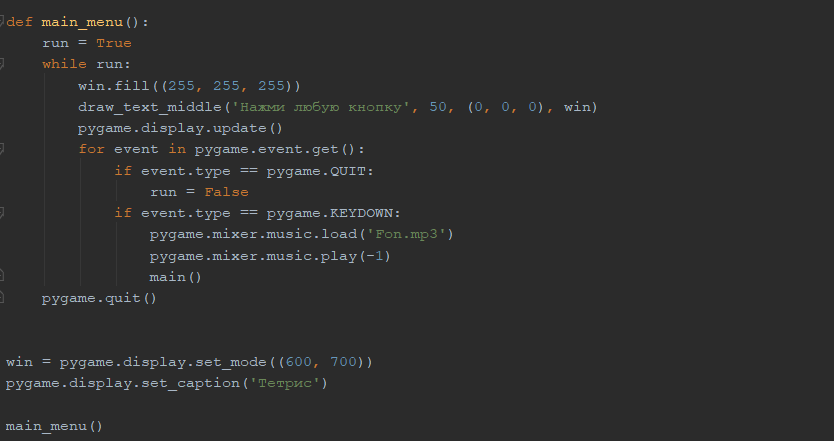 def main_menu():
    run = True
    while run:
        win.fill((255, 255, 255))
        draw_text_middle('Нажми любую кнопку', 50, (0, 0, 0), win)
        pygame.display.update()
        for event in pygame.event.get():
            if event.type == pygame.QUIT:
                run = False
            if event.type == pygame.KEYDOWN:
                pygame.mixer.music.load('Fon.mp3')
                pygame.mixer.music.play(-1)
                main()
    pygame.quit()
win = pygame.display.set_mode((600, 700))
pygame.display.set_caption('Тетрис')
main_menu()